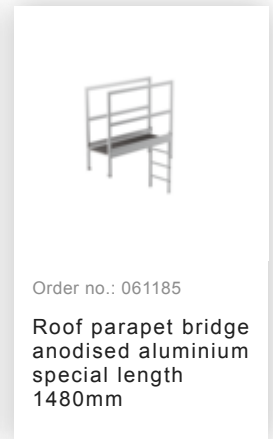 Order no.: 061185
Roof parapet bridge
anodised aluminium
special length
1480mm